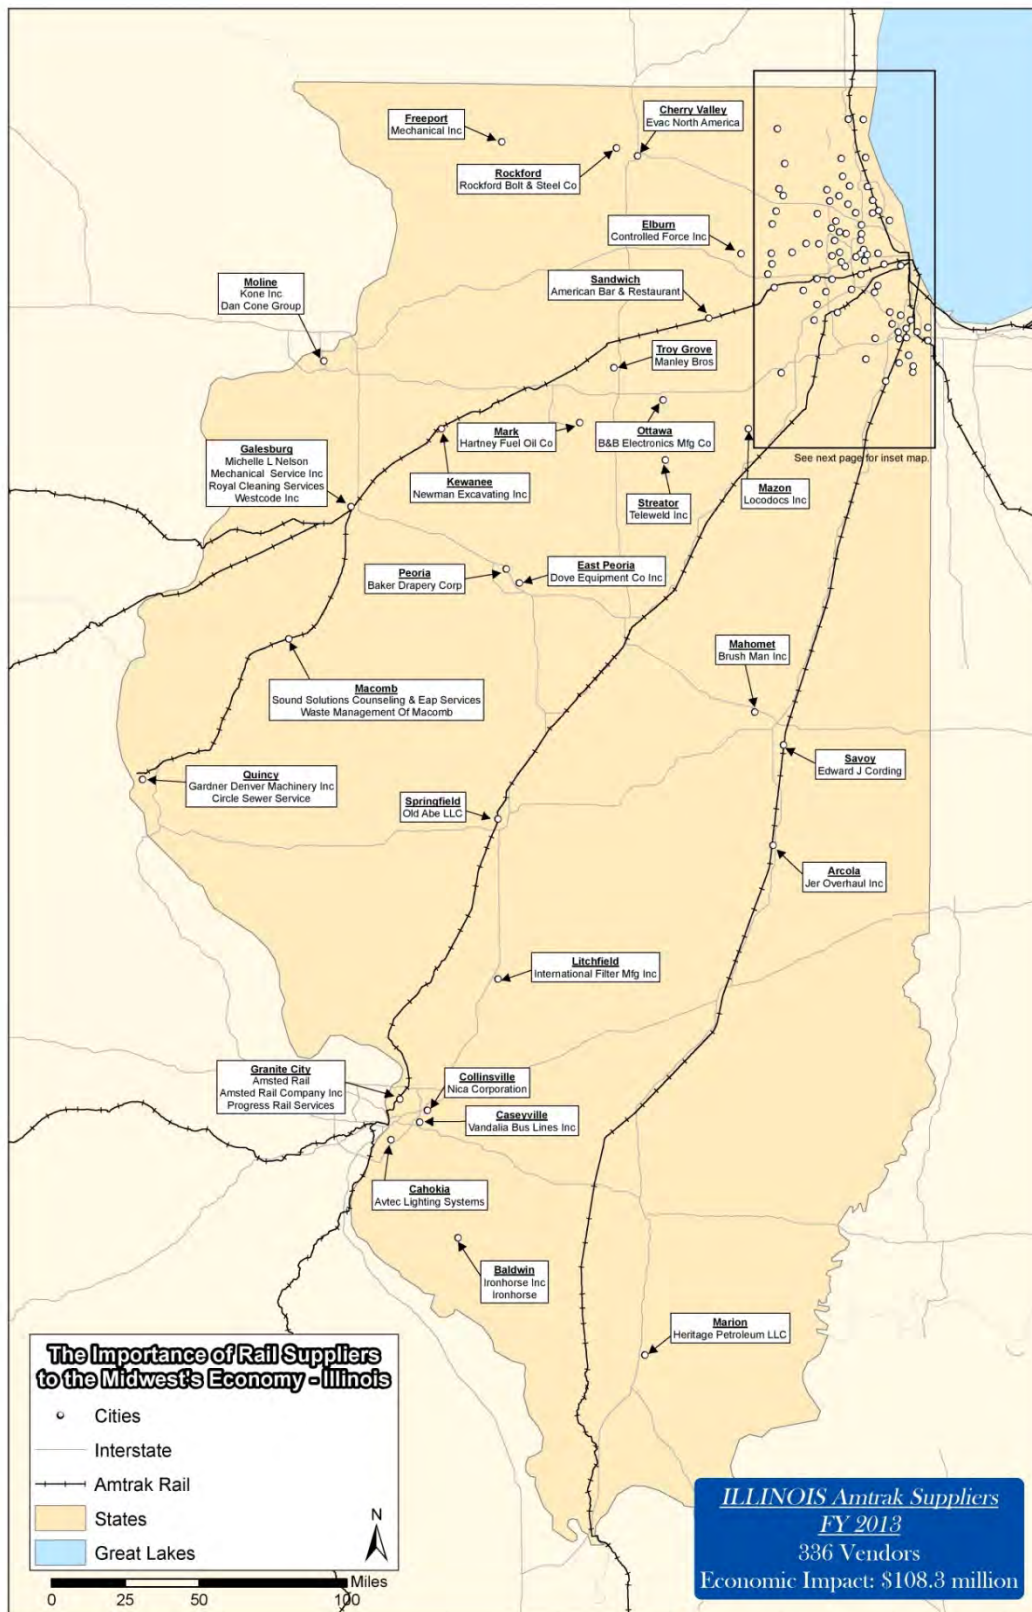 Freeport
Mechanical Inc
Cherry Valley
Evac North America
Rockford
Rockford Bolt & Steel Co
Elburn
Controlled Force Inc
Moline
Kone Inc
Dan Cone Group
Sandwich
American Bar & Restaurant
Troy Grove
Manley Bros
Mark
Hartney Fuel Oil Co
Ottawa
B&B Electronics Mfg Co
See next page for inset map.
Galesburg
Michelle L Nelson
Mechanical Service Inc
Royal Cleaning Services
Westcode Inc
Kewanee
Newman Excavating Inc
Streator
Teleweld Inc
Mazon
Locodocs Inc
Peoria
Baker Drapery Corp
East Peoria
Dove Equipment Co Inc
Mahomet
Brush Man Inc
Macomb
Sound Solutions Counseling & Eap Services
Waste Management Of Macomb
Savoy
Edward J Cording
Quincy
Gardner Denver Machinery Inc
Circle Sewer Service
Springfield
Old Abe LLC
Arcola
Jer Overhaul Inc
Litchfield
International Filter Mfg Inc
Granite City
Amsted Rail
Amsted Rail Company Inc
Progress Rail Services
Collinsville
Nica Corporation
Caseyville
Vandalia Bus Lines Inc
Cahokia
Avtec Lighting Systems
Baldwin
Ironhorse Inc
Ironhorse
Marion
Heritage Petroleum LLC
The Importance of Rail Suppliers
to the Midwest's Economy - Illinois
Cities
Interstate
Amtrak Rail
States
Great Lakes
N
Miles
0 25 50 100
ILLINOIS Amtrak Suppliers
FY 2013
336 Vendors
Economic Impact: $108.3 million